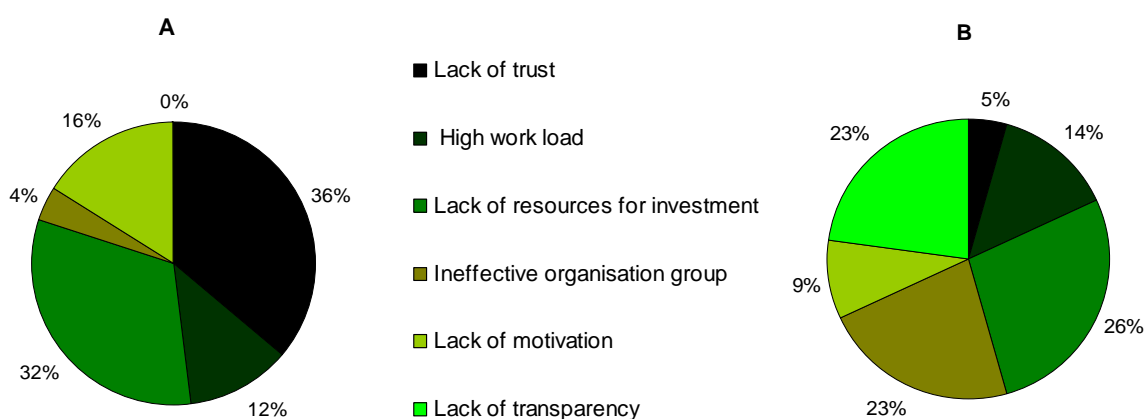 A
0%
16%
4%
36%
32%
12%
Lack of trust
High work load
Lack of resources for investment
Ineffective organisation group
Lack of motivation
Lack of transparency
B
5%
23%
14%
9%
26%
23%